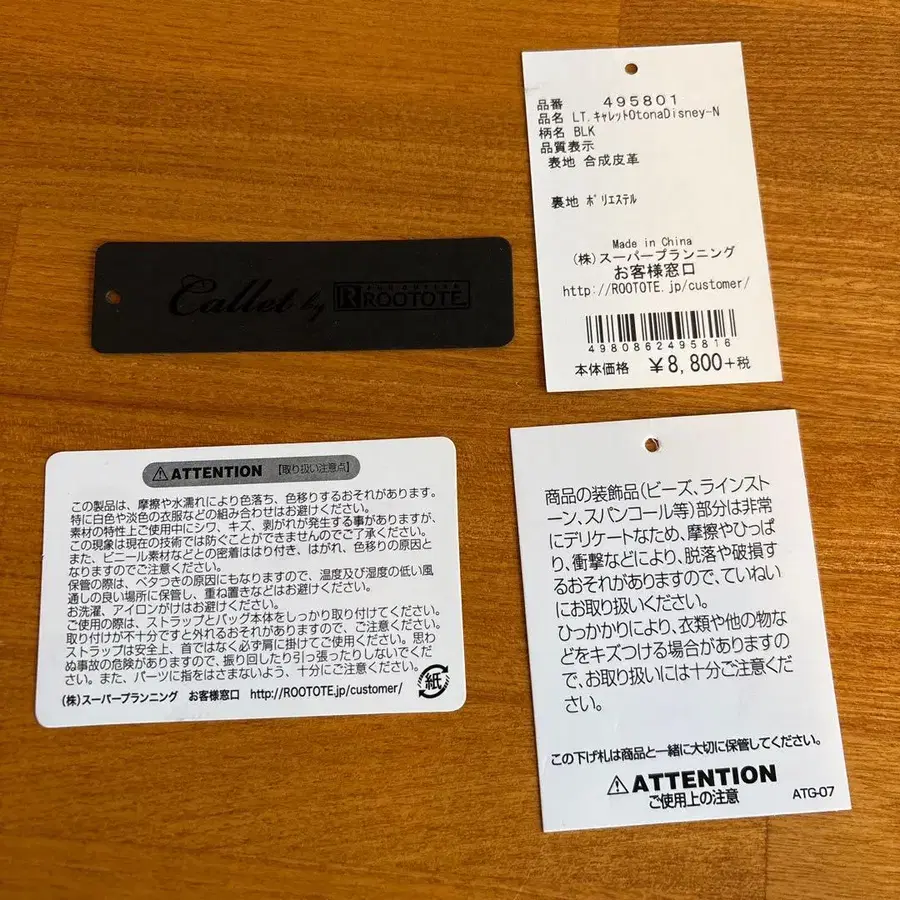 Callet by ROOTOTE
品番 495801
品名 LT.ｷｬﾚｯﾄOtonaDisney-N
柄名 BLK
品質表示
表地 合成皮革
裏地 ﾎﾟﾘｴｽﾃﾙ
Made in China
(株)スーパープランニング
お客様窓口
http://ROOTOTE.jp/customer/
4980862495816
本体価格 ￥8,800+税
⚠ATTENTION 【取り扱い注意点】
この製品は、摩擦や水濡れにより色落ち、色移りするおそれがあります。
特に白色や淡色の衣服などの組み合わせはお避けください。
素材の特性上ご使用中にシワ、キズ、剥がれが発生する事がありますが、
この現象は現在の技術では防ぐことができませんのでご了承ください。
また、ビニール素材などとの密着ははり付き、はがれ、色移りの原因と
なりますのでご注意ください。
保管の際は、ベタつきの原因にもなりますので、温度及び湿度の低い風
通しの良い場所に保管し、重ね置きなどはお避けください。
お洗濯、アイロンがけはお避けください。
ご使用の際は、ストラップとバッグ本体をしっかり取り付けてください。
取り付けが不十分ですと外れるおそれがありますので、ご注意ください。
ストラップは安全上、首ではなく必ず肩に掛けてご使用ください。思わ
ぬ事故の危険がありますので、振り回したり引っ張ったりしないでくだ
さい。また、パーツに指をはさまないよう、十分にご注意ください。
(株)スーパープランニング お客様窓口 http://ROOTOTE.jp/customer/
紙
商品の装飾品(ビーズ、ラインスト
ーン、スパンコール等)部分は非常
にデリケートなため、摩擦やひっぱ
り、衝撃などにより、脱落や破損す
るおそれがありますので、ていねい
にお取り扱いください。
ひっかかりにより、衣類や他の物な
どをキズつける場合がありますの
で、お取り扱いには十分ご注意くだ
さい。
この下げ札は商品と一緒に大切に保管してください。
⚠ATTENTION
ご使用上の注意 ATG-07